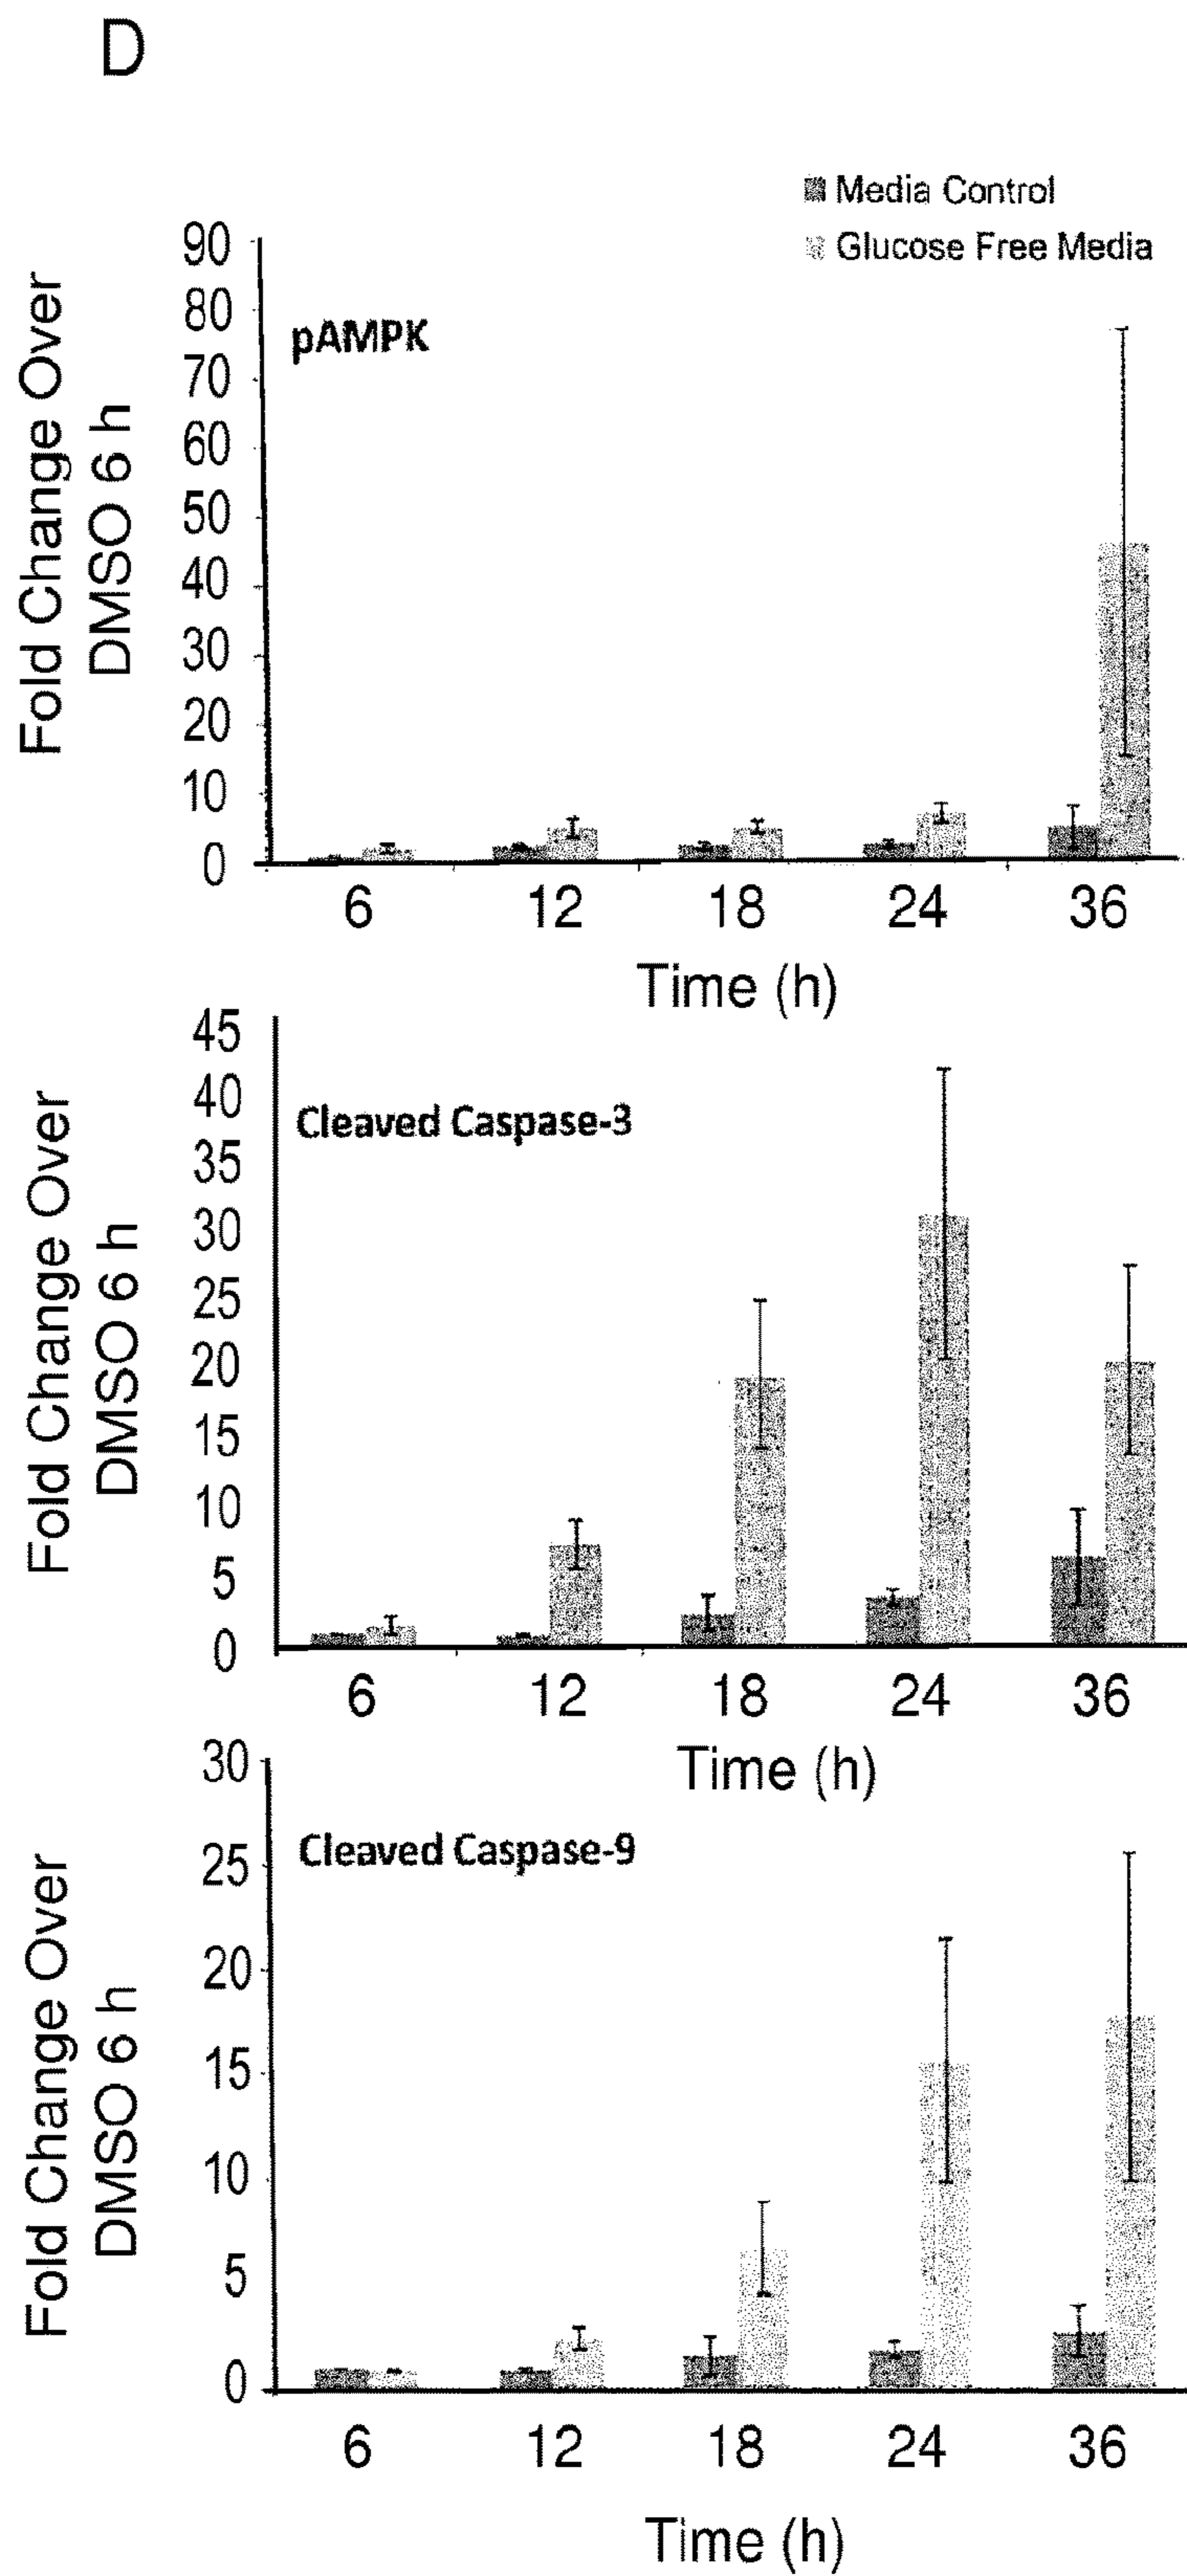 D
Media Control
Glucose Free Media
Fold Change Over
DMSO 6 h
90
80
70
60
50
40
30
20
10
0
pAMPK
6 12 18 24 36
Time (h)
Fold Change Over
DMSO 6 h
45
40
35
30
25
20
15
10
5
0
Cleaved Caspase-3
6 12 18 24 36
Time (h)
Fold Change Over
DMSO 6 h
30
25
20
15
10
5
0
Cleaved Caspase-9
6 12 18 24 36
Time (h)